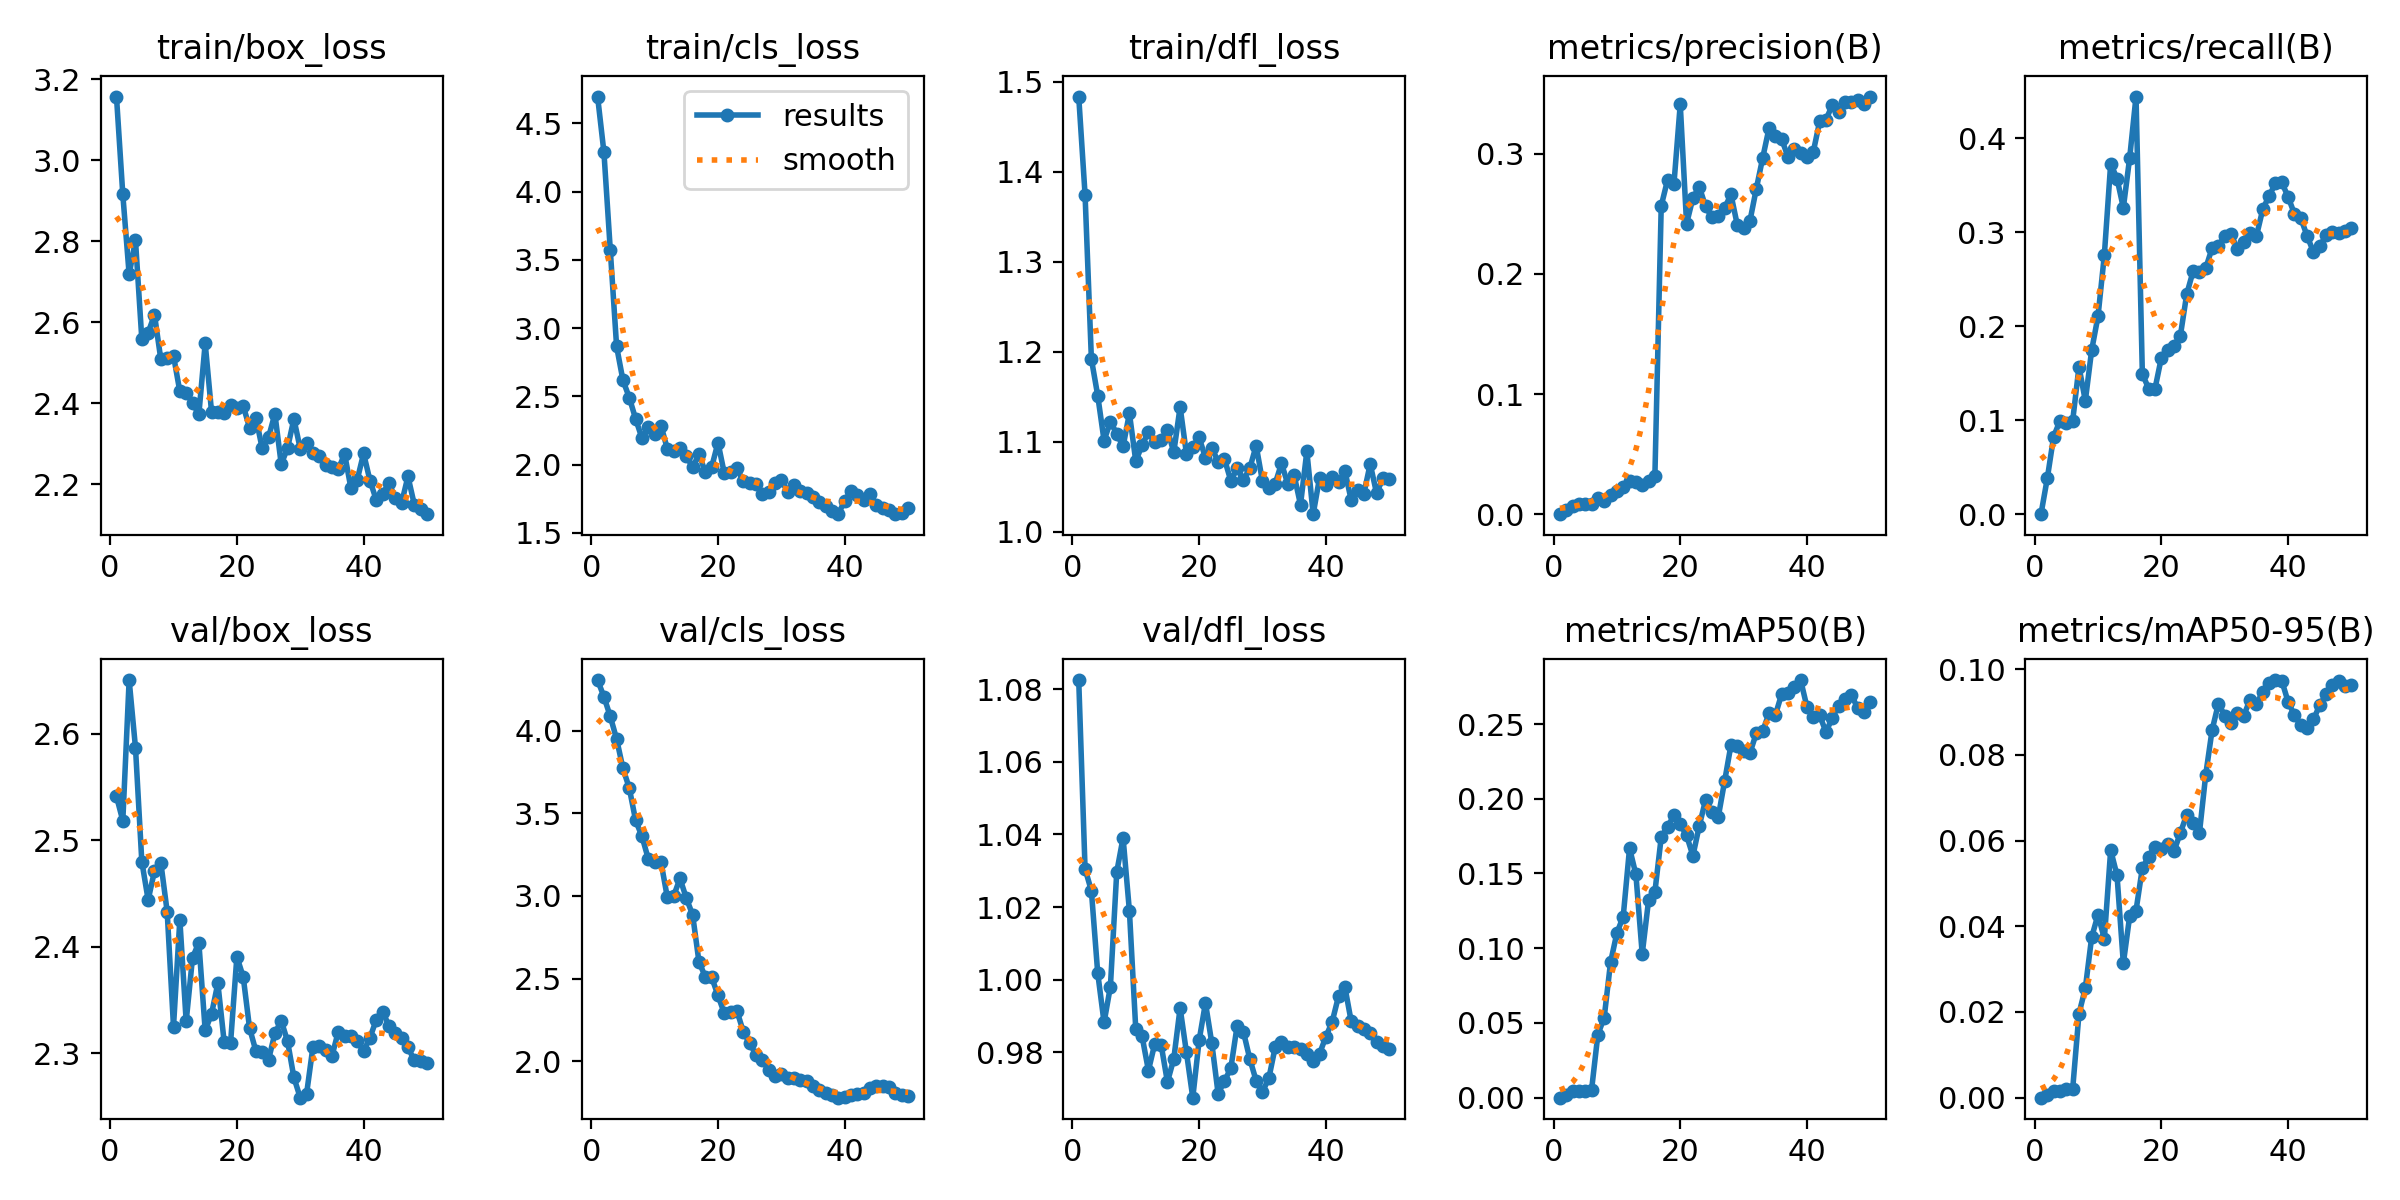 train/box_loss
3.2
3.0
2.8
2.6
2.4
2.2
0 20 40
train/cls_loss
results
smooth
4.5
4.0
3.5
3.0
2.5
2.0
1.5
0 20 40
train/dfl_loss
1.5
1.4
1.3
1.2
1.1
1.0
0 20 40
metrics/precision(B)
0.3
0.2
0.1
0.0
0 20 40
metrics/recall(B)
0.4
0.3
0.2
0.1
0.0
0 20 40
val/box_loss
2.6
2.5
2.4
2.3
0 20 40
val/cls_loss
4.0
3.5
3.0
2.5
2.0
0 20 40
val/dfl_loss
1.08
1.06
1.04
1.02
1.00
0.98
0 20 40
metrics/mAP50(B)
0.25
0.20
0.15
0.10
0.05
0.00
0 20 40
metrics/mAP50-95(B)
0.10
0.08
0.06
0.04
0.02
0.00
0 20 40